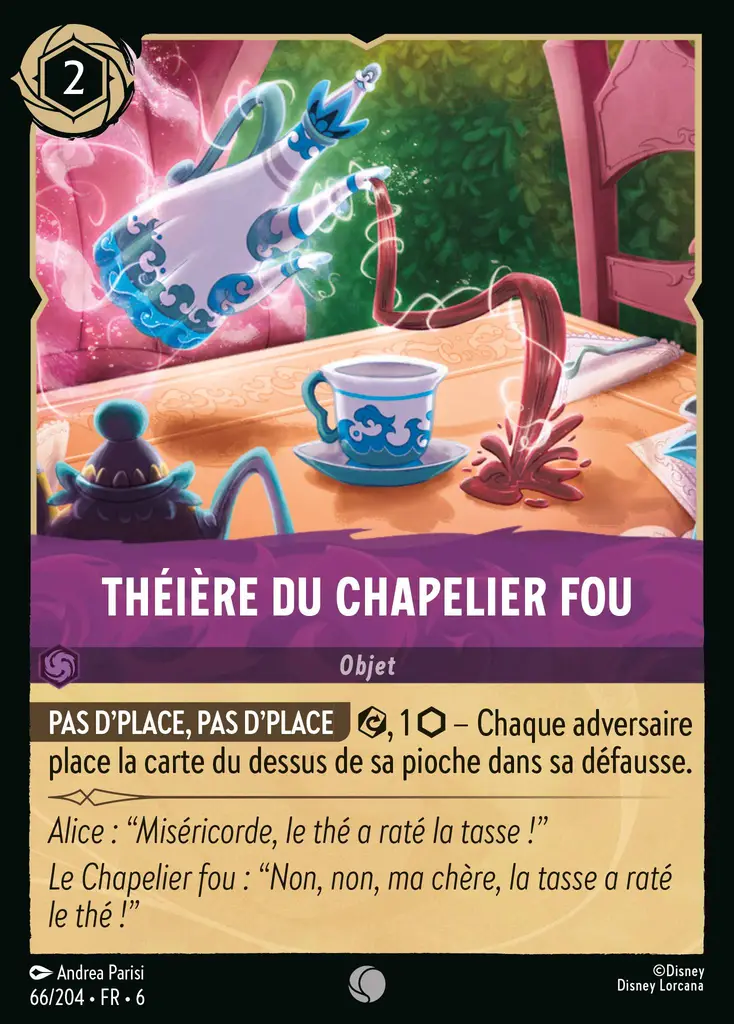 2
THÉIÈRE DU CHAPELIER FOU
Objet
PAS D'PLACE, PAS D'PLACE , 1 – Chaque adversaire
place la carte du dessus de sa pioche dans sa défausse.
Alice : “Miséricorde, le thé a raté la tasse !”
Le Chapelier fou : “Non, non, ma chère, la tasse a raté
le thé !”
Andrea Parisi
66/204 • FR • 6
©Disney
Disney Lorcana